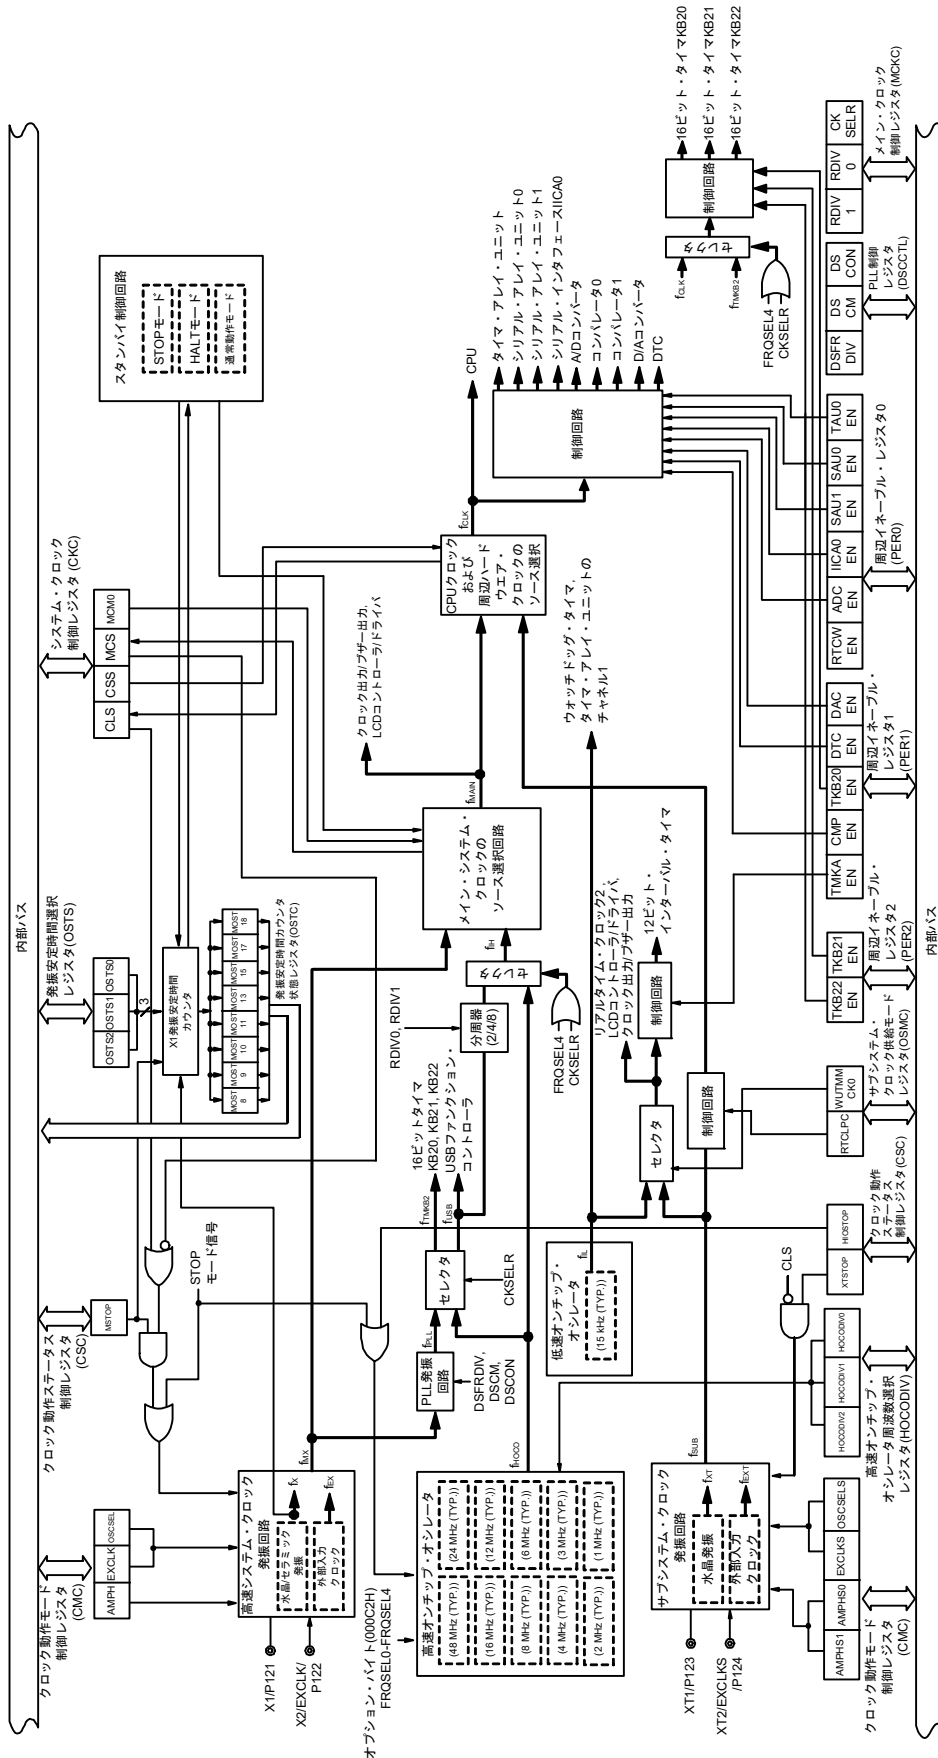 内部バス
クロック動作モード
制御レジスタ
(CMC)
AMPH
EXCLK
OSCSEL
クロック動作ステータス
制御レジスタ
(CSC)
MSTOP
発振安定時間選択
レジスタ(OSTS)
OSTS2
OSTS1
OSTS0
3
システム・クロック
制御レジスタ (CKC)
CLS
CSS
MCS
MCM0
STOP
モード信号
X1発振安定時間
カウンタ
MOST
8
MOST
9
MOST
10
MOST
11
MOST
13
MOST
15
MOST
17
MOST
18
発振安定時間カウンタ
状態レジスタ(OSTC)
スタンバイ制御回路
STOPモード
HALTモード
通常動作モード
高速システム・クロック
発振回路
水晶/セラミック
発振
fX
外部入力
クロック
fEX
X1/P121
X2/EXCLK/
P122
fMX
オプション・バイト(000C2H)
FRQSEL0-FRQSEL4
PLL発振
回路
fPLL
DSFRDIV,
DSCM,
DSCON
セレクタ
CKSELR
fTMKB2
fUSB
16ビットタイマ
KB20, KB21, KB22
USBファンクション・
コントローラ
RDIV0, RDIV1
分周器
(2/4/8)
セレクタ
fIH
FRQSEL4
CKSELR
メイン・システム・
クロックの
ソース選択回路
fMAIN
クロック出力/ブザー出力,
LCDコントローラ/ドライバ
CPUクロック
および
周辺ハード
ウエア・
クロックの
ソース選択
fCLK
CPU
制御回路
タイマ・アレイ・ユニット
シリアル・アレイ・ユニット0
シリアル・アレイ・ユニット1
シリアル・インタフェースIICA0
A/Dコンバータ
コンパレータ0
コンパレータ1
D/Aコンバータ
DTC
高速オンチップ・オシレータ
(48 MHz (TYP.))
(24 MHz (TYP.))
(16 MHz (TYP.))
(12 MHz (TYP.))
(8 MHz (TYP.))
(6 MHz (TYP.))
(4 MHz (TYP.))
(3 MHz (TYP.))
(2 MHz (TYP.))
(1 MHz (TYP.))
fHOCO
低速オンチップ・
オシレータ
(15 kHz (TYP.))
fIL
ウォッチドッグ・タイマ,
タイマ・アレイ・ユニットの
チャネル1
リアルタイム・クロック2,
LCDコントローラ/ドライバ,
クロック出力/ブザー出力
セレクタ
制御回路
12ビット・
インターバル・タイマ
制御回路
サブシステム・クロック
発振回路
水晶発振
fXT
外部入力
クロック
fEXT
XT1/P123
XT2/EXCLKS
/P124
fSUB
CLS
fCLK
fTMKB2
セレクタ
FRQSEL4
CKSELR
制御回路
16ビット・タイマKB20
16ビット・タイマKB21
16ビット・タイマKB22
AMPHS1
AMPHS0
EXCLKS
OSCSELS
クロック動作モード
制御レジスタ
(CMC)
HOCODIV2
HOCODIV1
HOCODIV0
高速オンチップ・
オシレータ周波数選択
レジスタ(HOCODIV)
XTSTOP
HIOSTOP
クロック動作
ステータス
制御レジスタ(CSC)
RTCLPC
WUTMM
CK0
サブシステム・
クロック供給モード
レジスタ(OSMC)
TKB22
EN
TKB21
EN
周辺イネーブル・
レジスタ2
(PER2)
TMKA
EN
CMP
EN
TKB20
EN
DTC
EN
DAC
EN
周辺イネーブル・
レジスタ1
(PER1)
RTCW
EN
ADC
EN
IICA0
EN
SAU1
EN
SAU0
EN
TAU0
EN
周辺イネーブル・レジスタ0
(PER0)
DSFR
DIV
DS
CM
DS
CON
PLL制御
レジスタ
(DSCCTL)
RDIV
1
RDIV
0
CK
SELR
メイン・クロック
制御レジスタ(MCKC)
内部バス